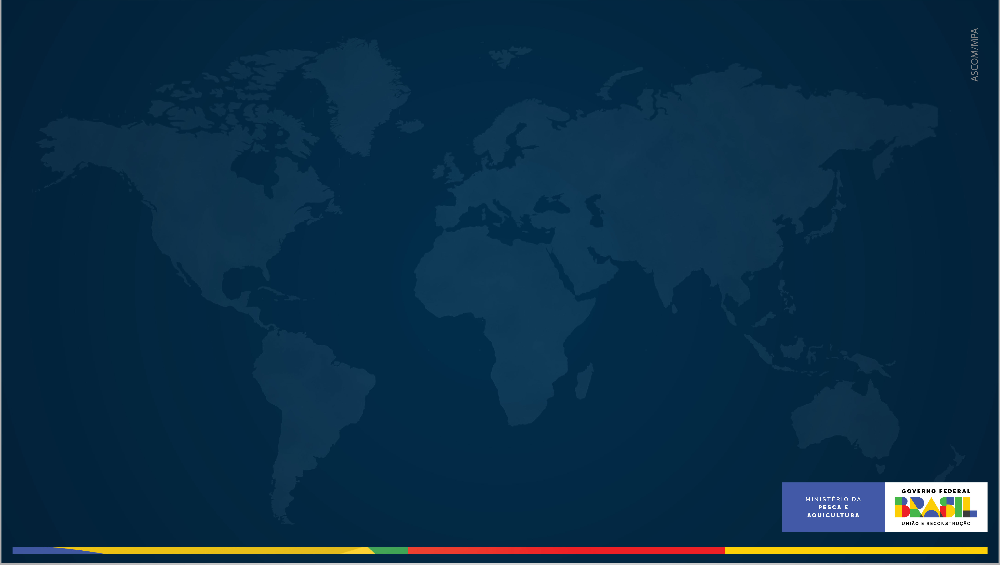 ASCOM/MPA
MINISTÉRIO DA
PESCA E
AQUICULTURA
GOVERNO FEDERAL
BRASIL
UNIÃO E RECONSTRUÇÃO